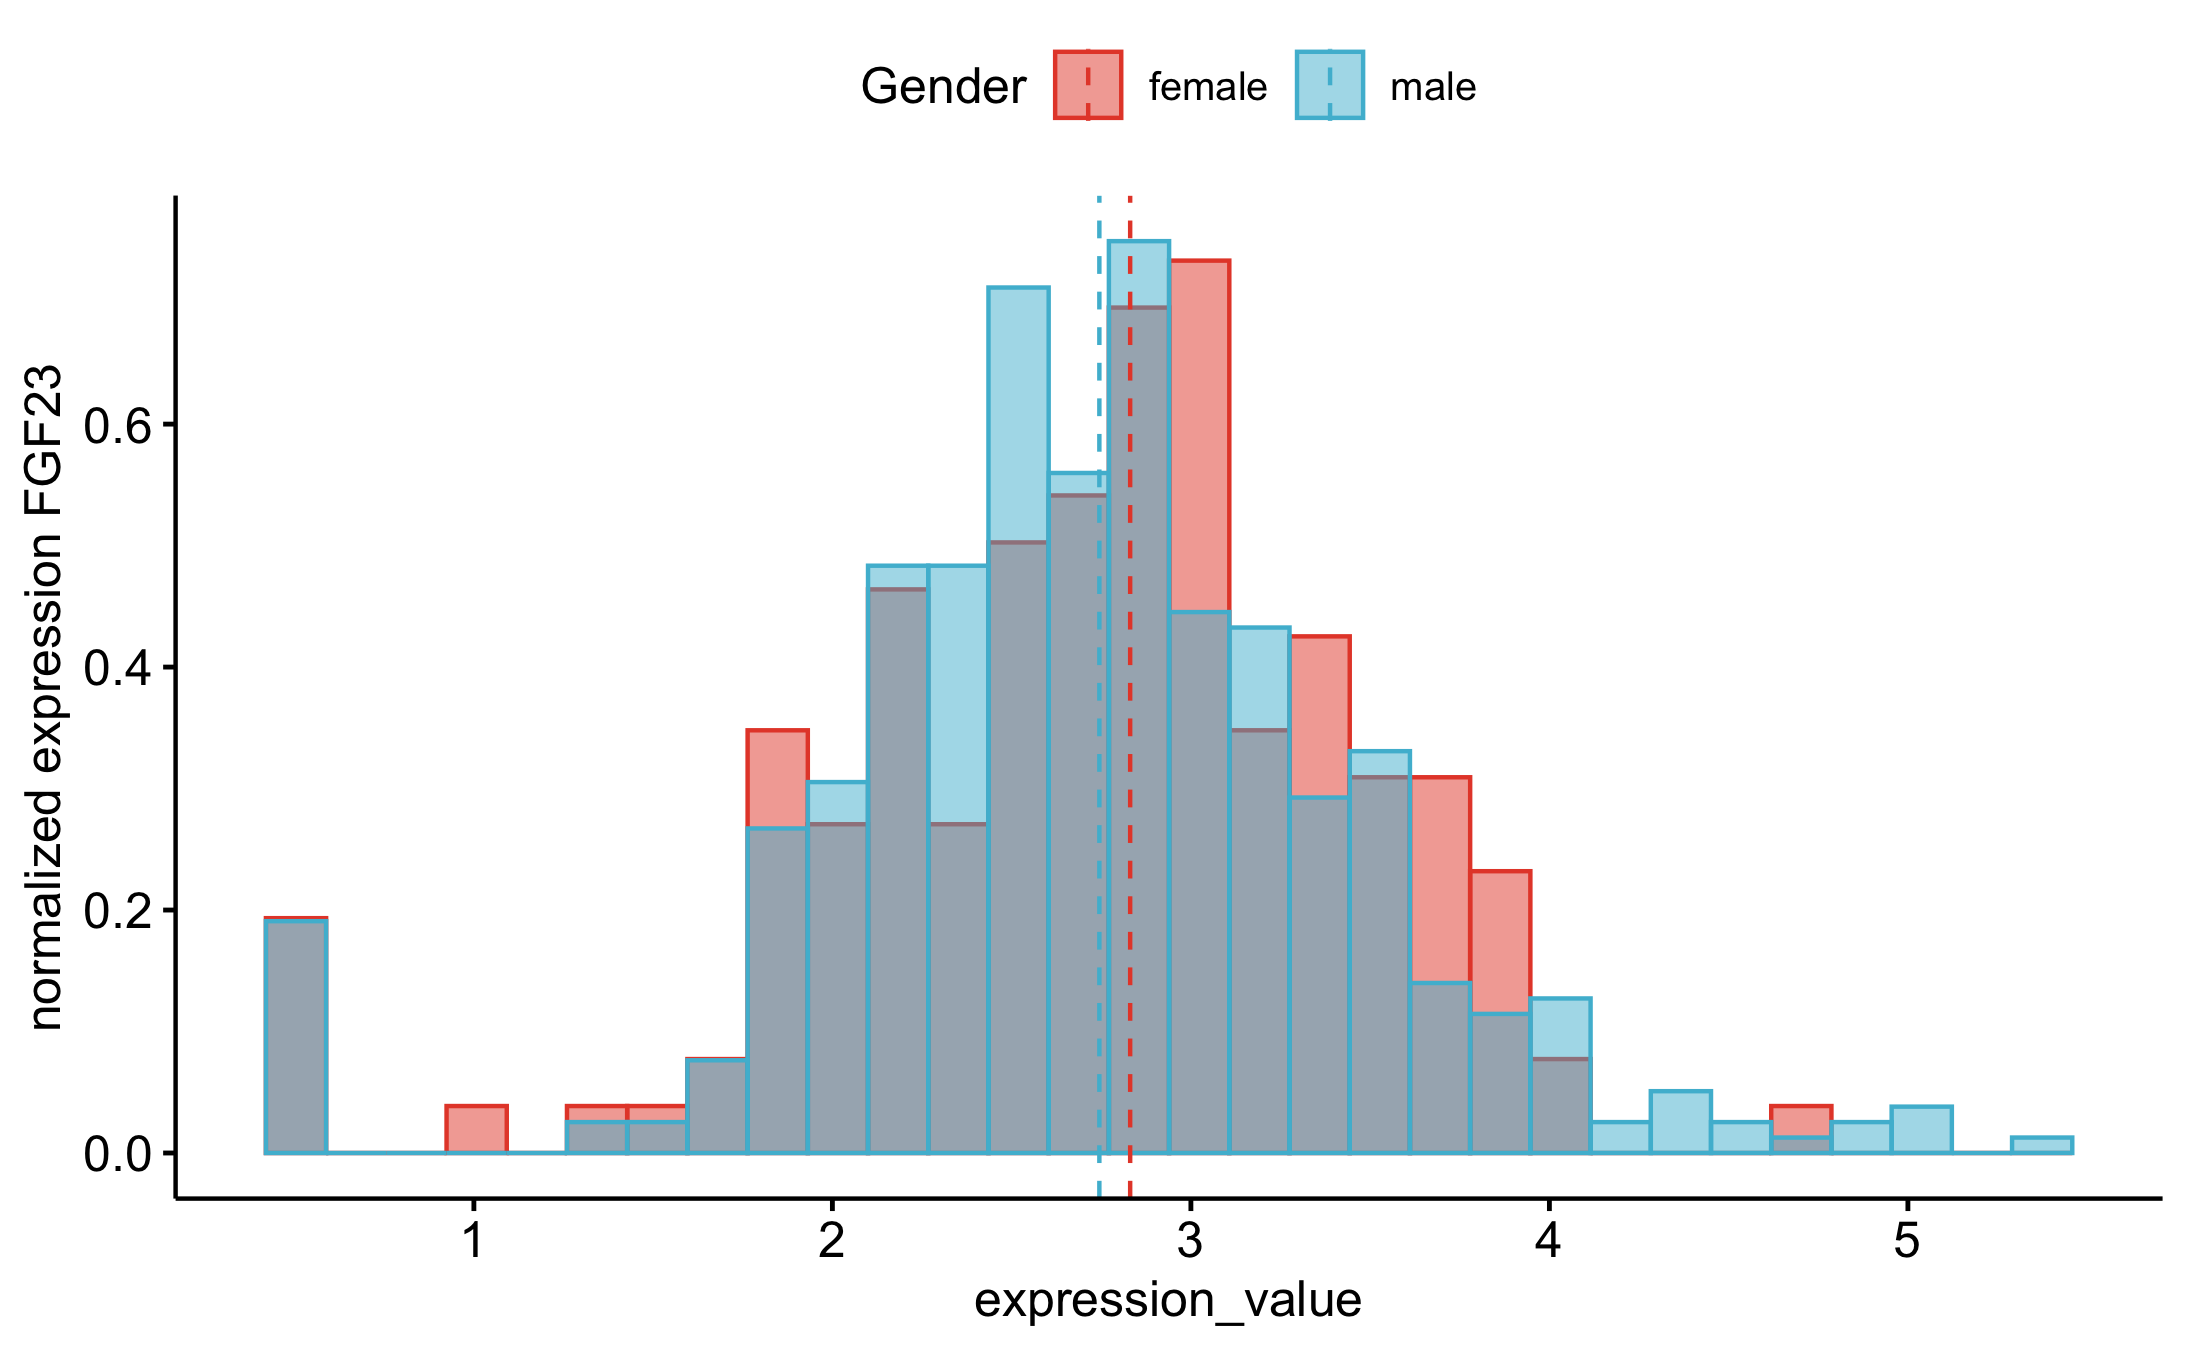 Gender female male
normalized expression FGF23
0.6
0.4
0.2
0.0
1 2 3 4 5
expression_value